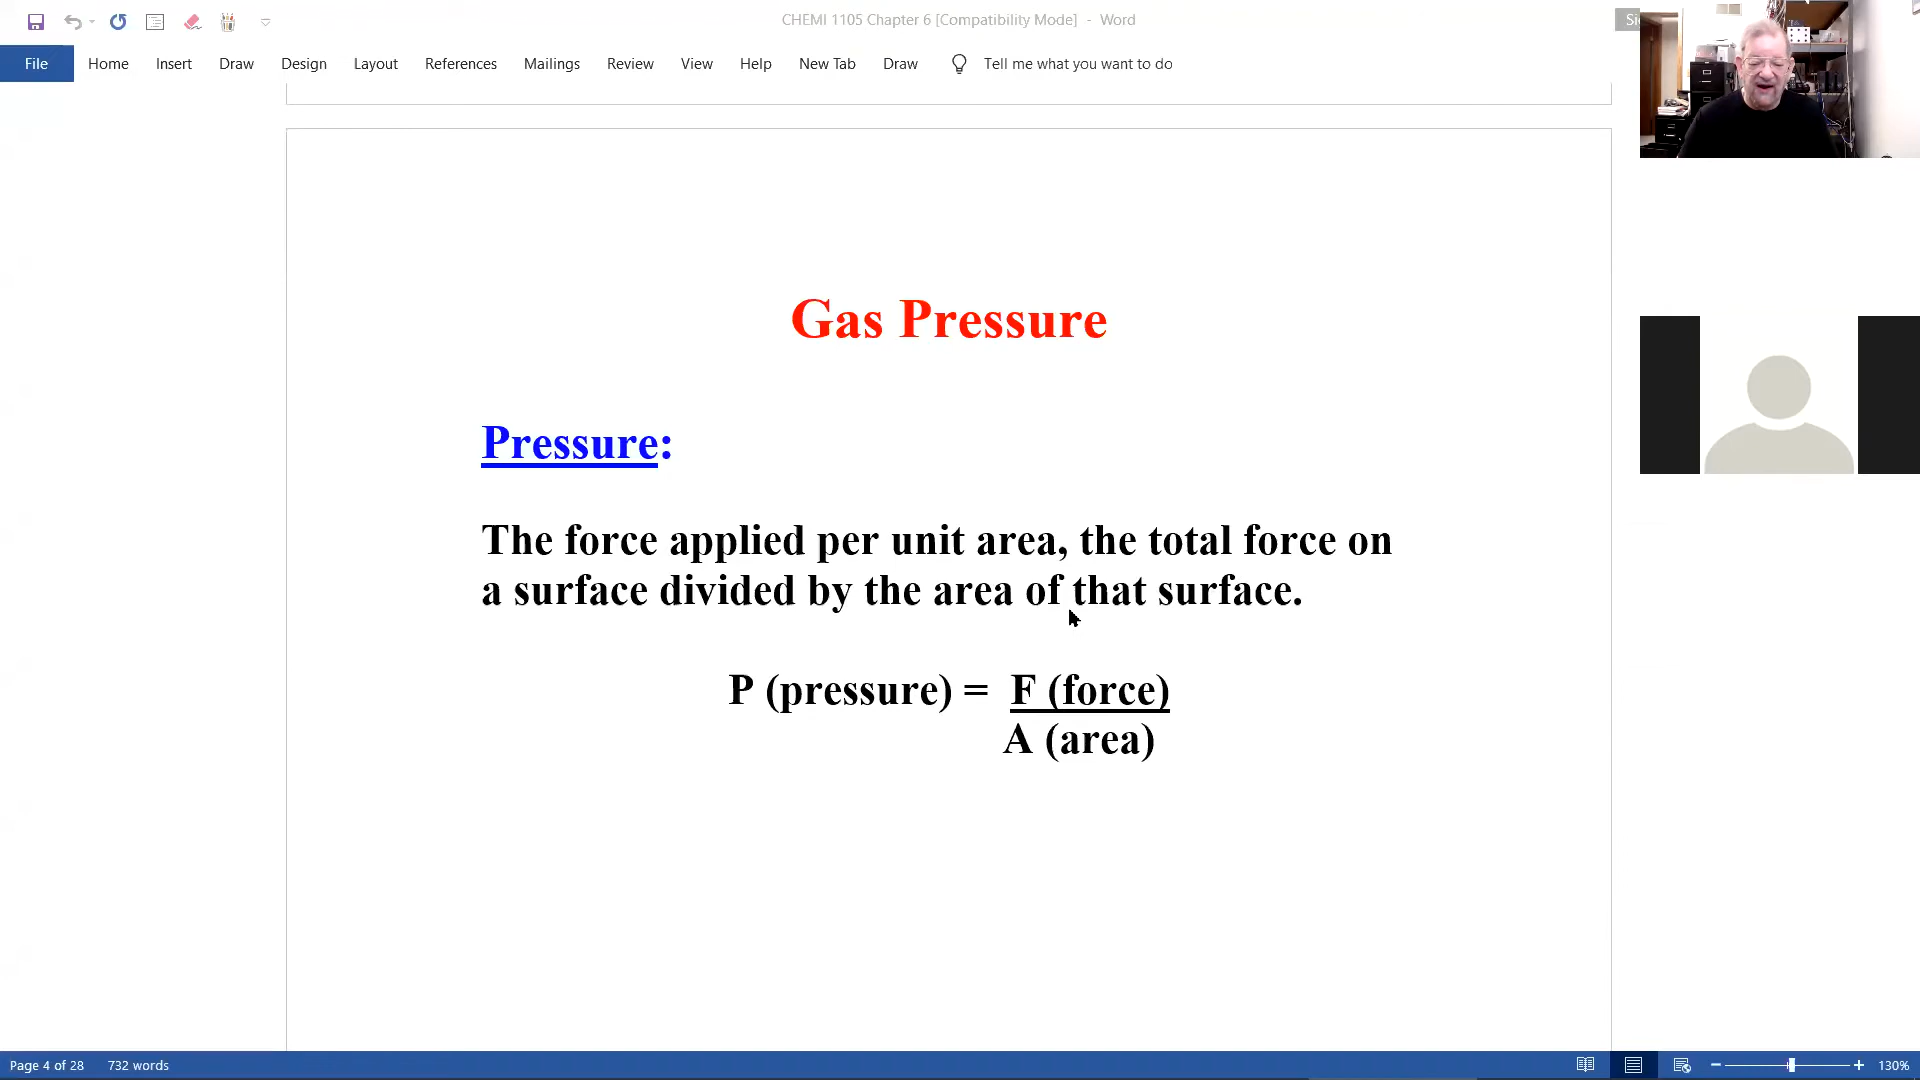 CHEMI 1105 Chapter 6 [Compatibility Mode] - Word
Si
File Home Insert Draw Design Layout References Mailings Review View Help New Tab Draw Tell me what you want to do
Gas Pressure
Pressure:
The force applied per unit area, the total force on
a surface divided by the area of that surface.
P (pressure) = F (force)
A (area)
Page 4 of 28 732 words 130%